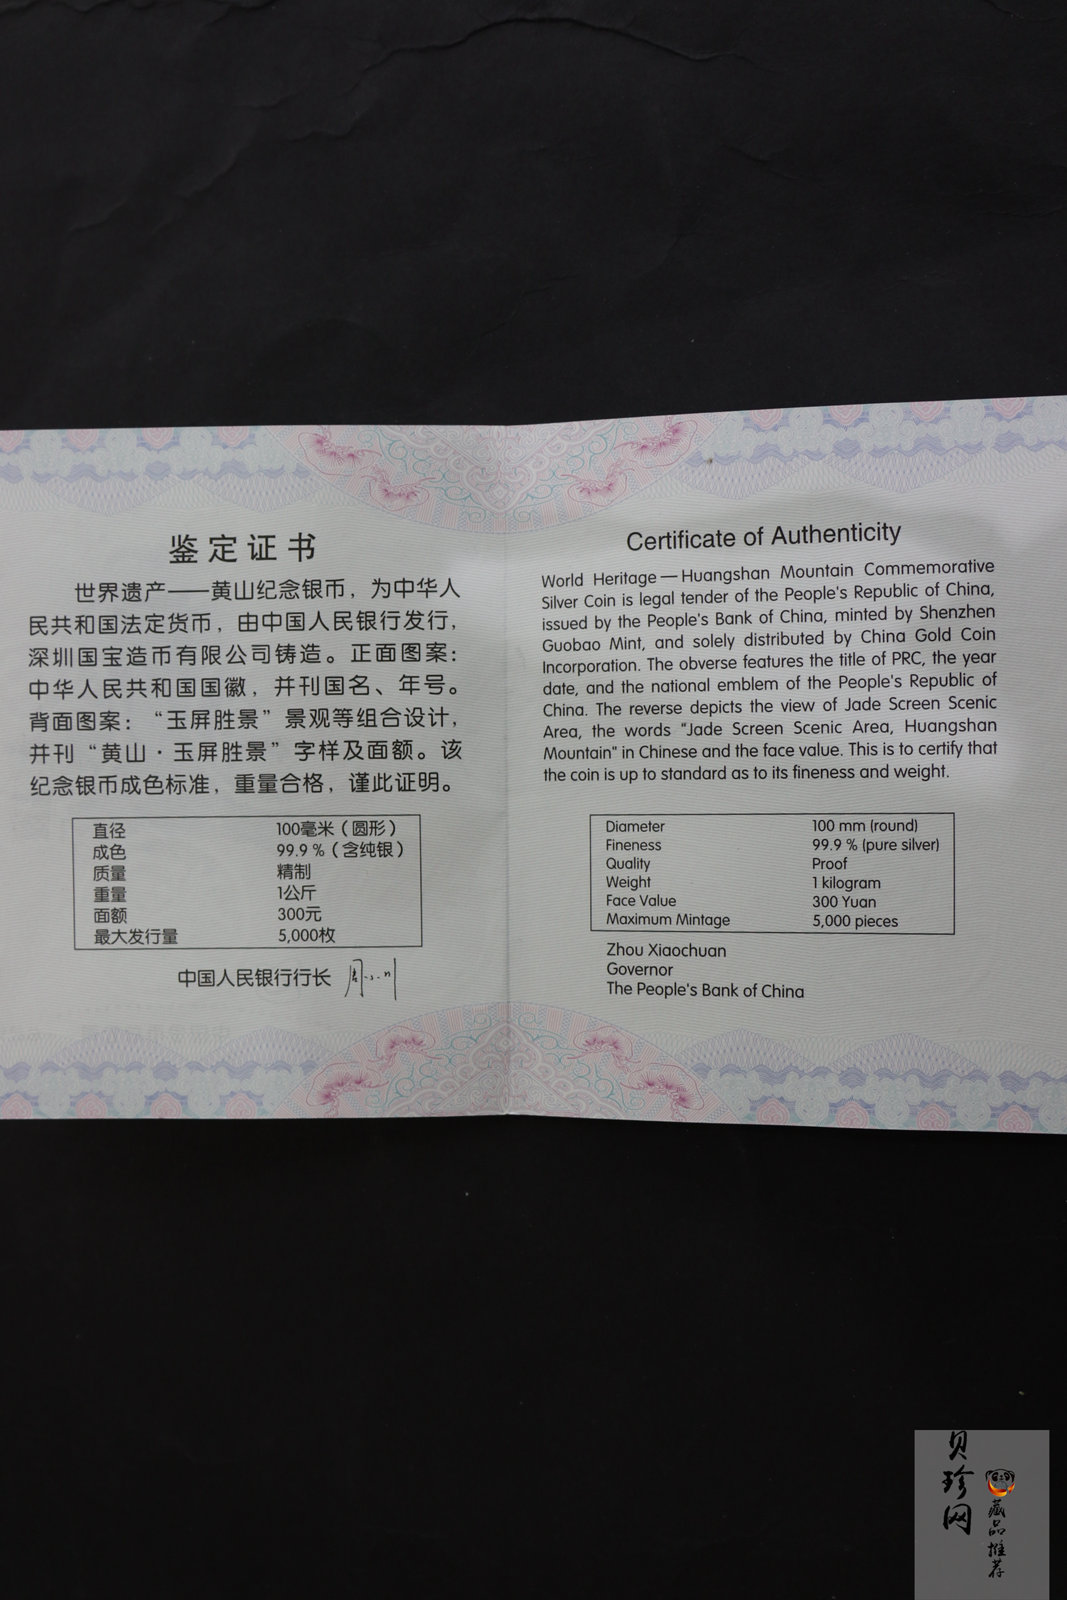 鉴定证书
世界遗产——黄山纪念银币，为中华人
民共和国法定货币，由中国人民银行发行，
深圳国宝造币有限公司铸造。正面图案：
中华人民共和国国徽，并刊国名、年号。
背面图案：“玉屏胜景”景观等组合设计，
并刊“黄山·玉屏胜景”字样及面额。该
纪念银币成色标准，重量合格，谨此证明。
直径 100毫米（圆形）
成色 99.9 %（含纯银）
质量 精制
重量 1公斤
面额 300元
最大发行量 5,000枚
中国人民银行行长 周小川
Certificate of Authenticity
World Heritage — Huangshan Mountain Commemorative
Silver Coin is legal tender of the People's Republic of China,
issued by the People's Bank of China, minted by Shenzhen
Guobao Mint, and solely distributed by China Gold Coin
Incorporation. The obverse features the title of PRC, the year
date, and the national emblem of the People's Republic of
China. The reverse depicts the view of Jade Screen Scenic
Area, the words "Jade Screen Scenic Area, Huangshan
Mountain" in Chinese and the face value. This is to certify that
the coin is up to standard as to its fineness and weight.
Diameter 100 mm (round)
Fineness 99.9 % (pure silver)
Quality Proof
Weight 1 kilogram
Face Value 300 Yuan
Maximum Mintage 5,000 pieces
Zhou Xiaochuan
Governor
The People's Bank of China
贝珍网
藏品推荐